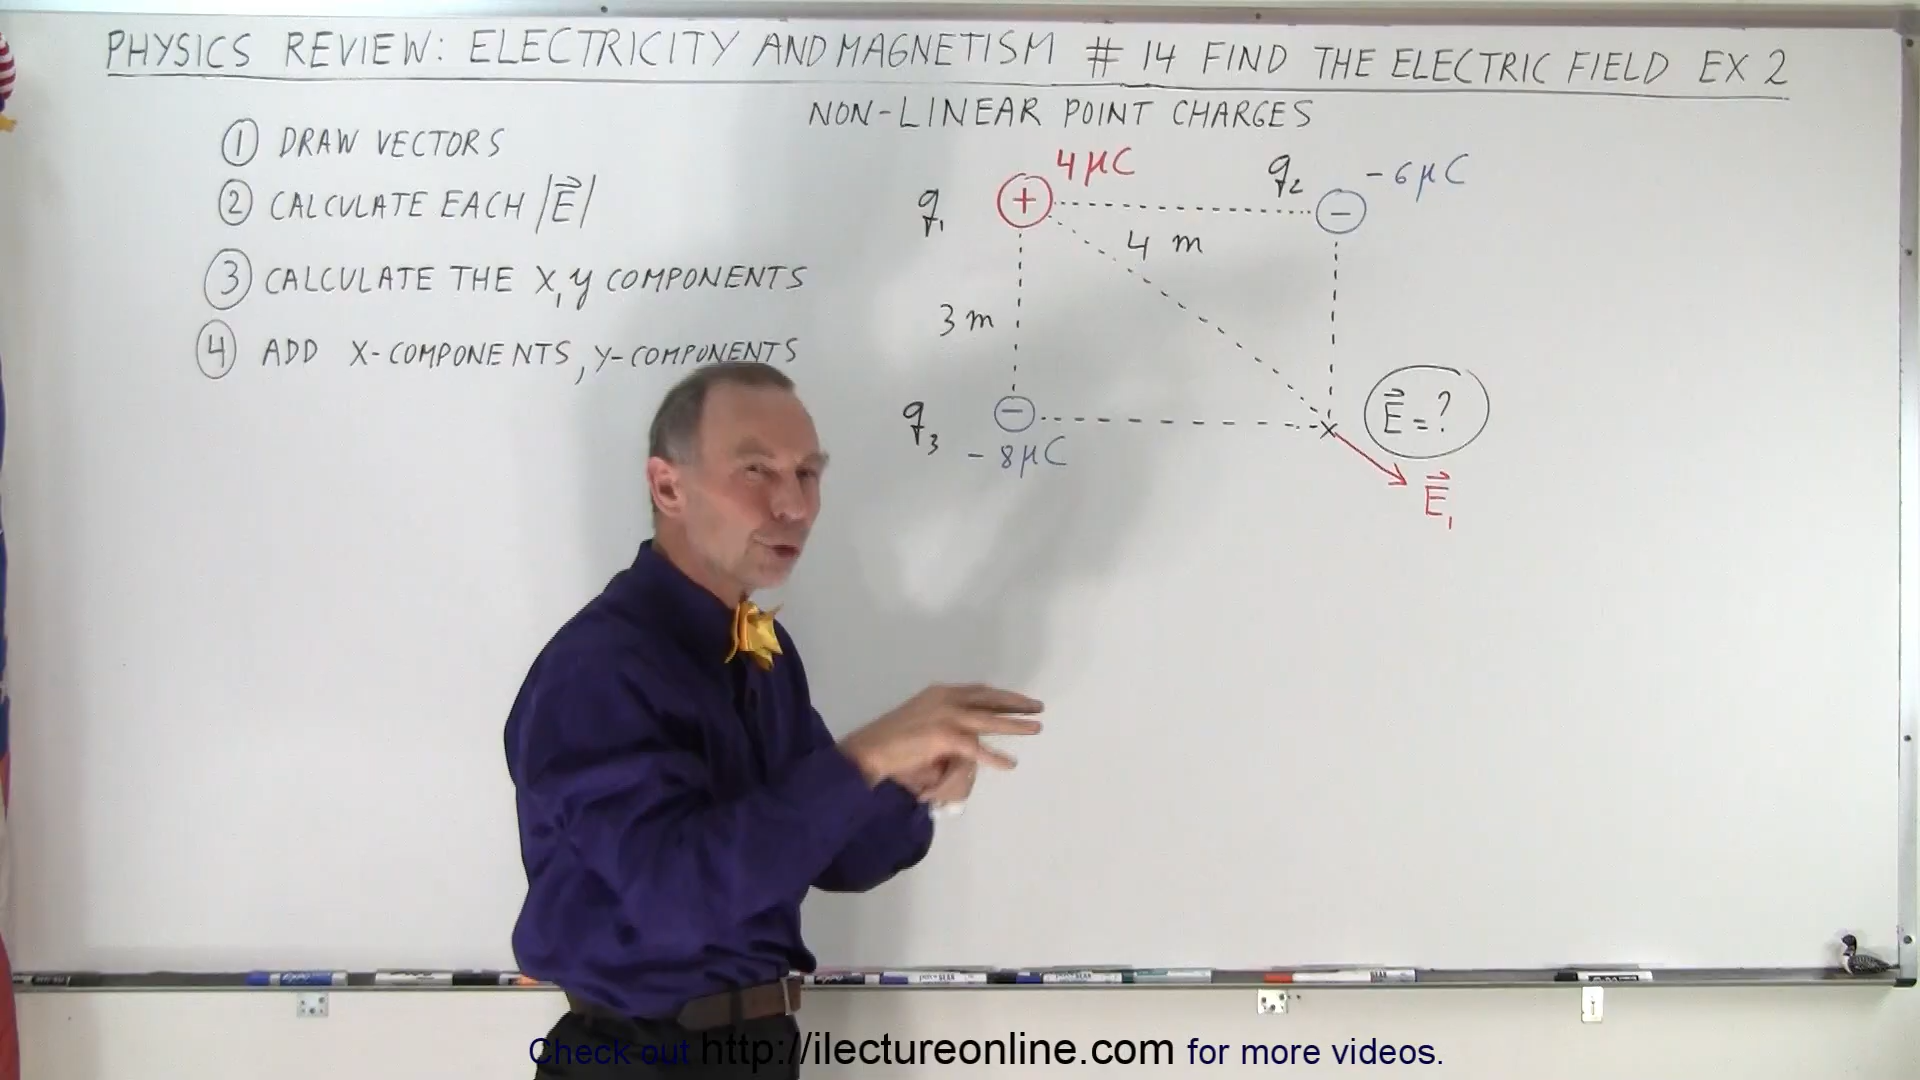 PHYSICS REVIEW: ELECTRICITY AND MAGNETISM # 14 FIND THE ELECTRIC FIELD EX 2
NON-LINEAR POINT CHARGES
① DRAW VECTORS
② CALCULATE EACH |E⃗|
③ CALCULATE THE X, Y COMPONENTS
④ ADD X-COMPONENTS, Y-COMPONENTS
4 μC
q₂ - 6 μC
q₁ + −
4 m
3 m
E⃗ = ?
q₃ − x
- 8 μC
E⃗₁
Check out http://ilectureonline.com for more videos.